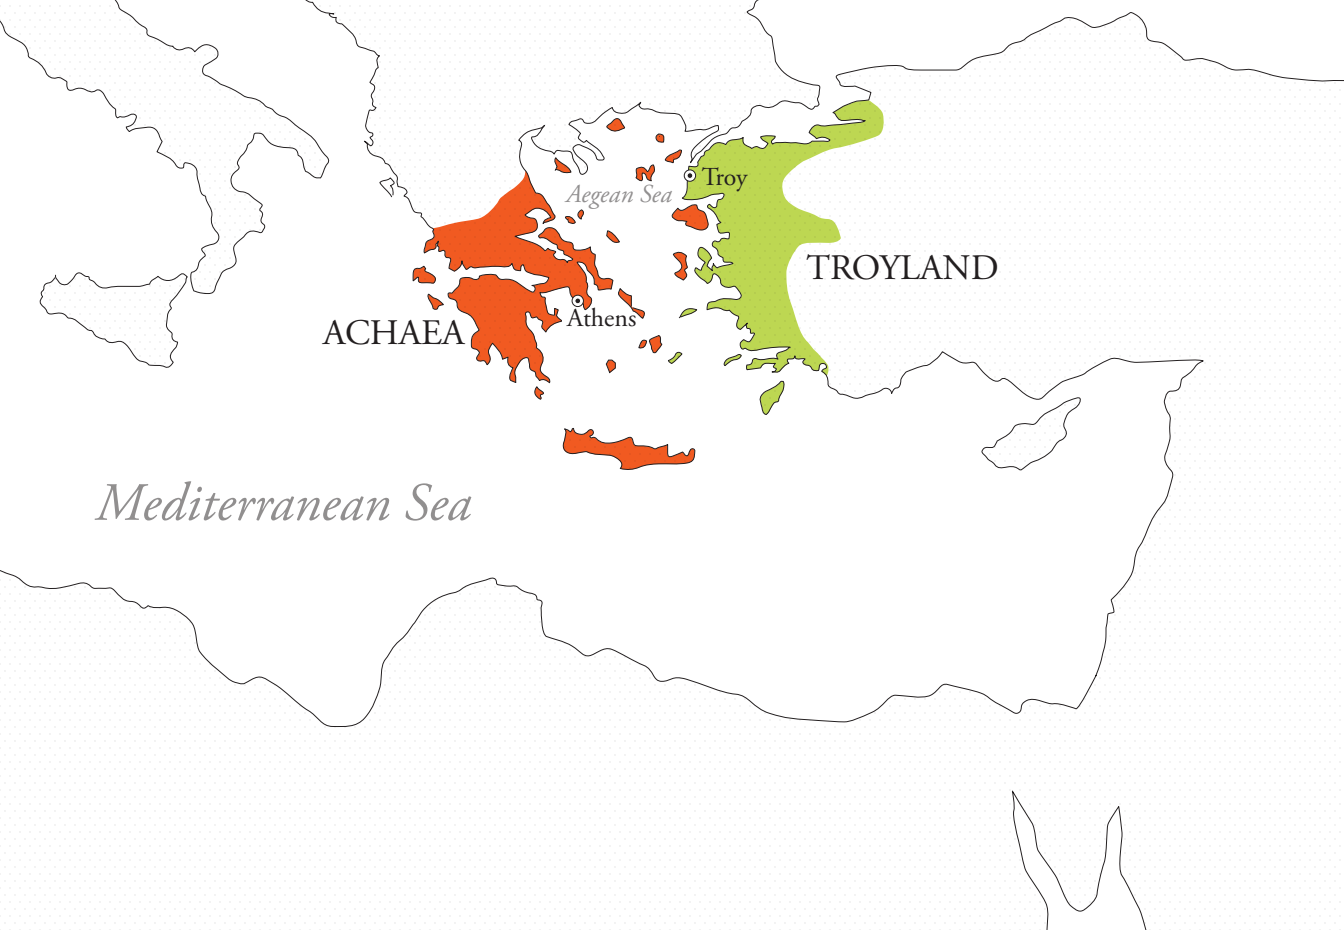 Troy
Aegean Sea
TROYLAND
ACHAEA
Athens
Mediterranean Sea